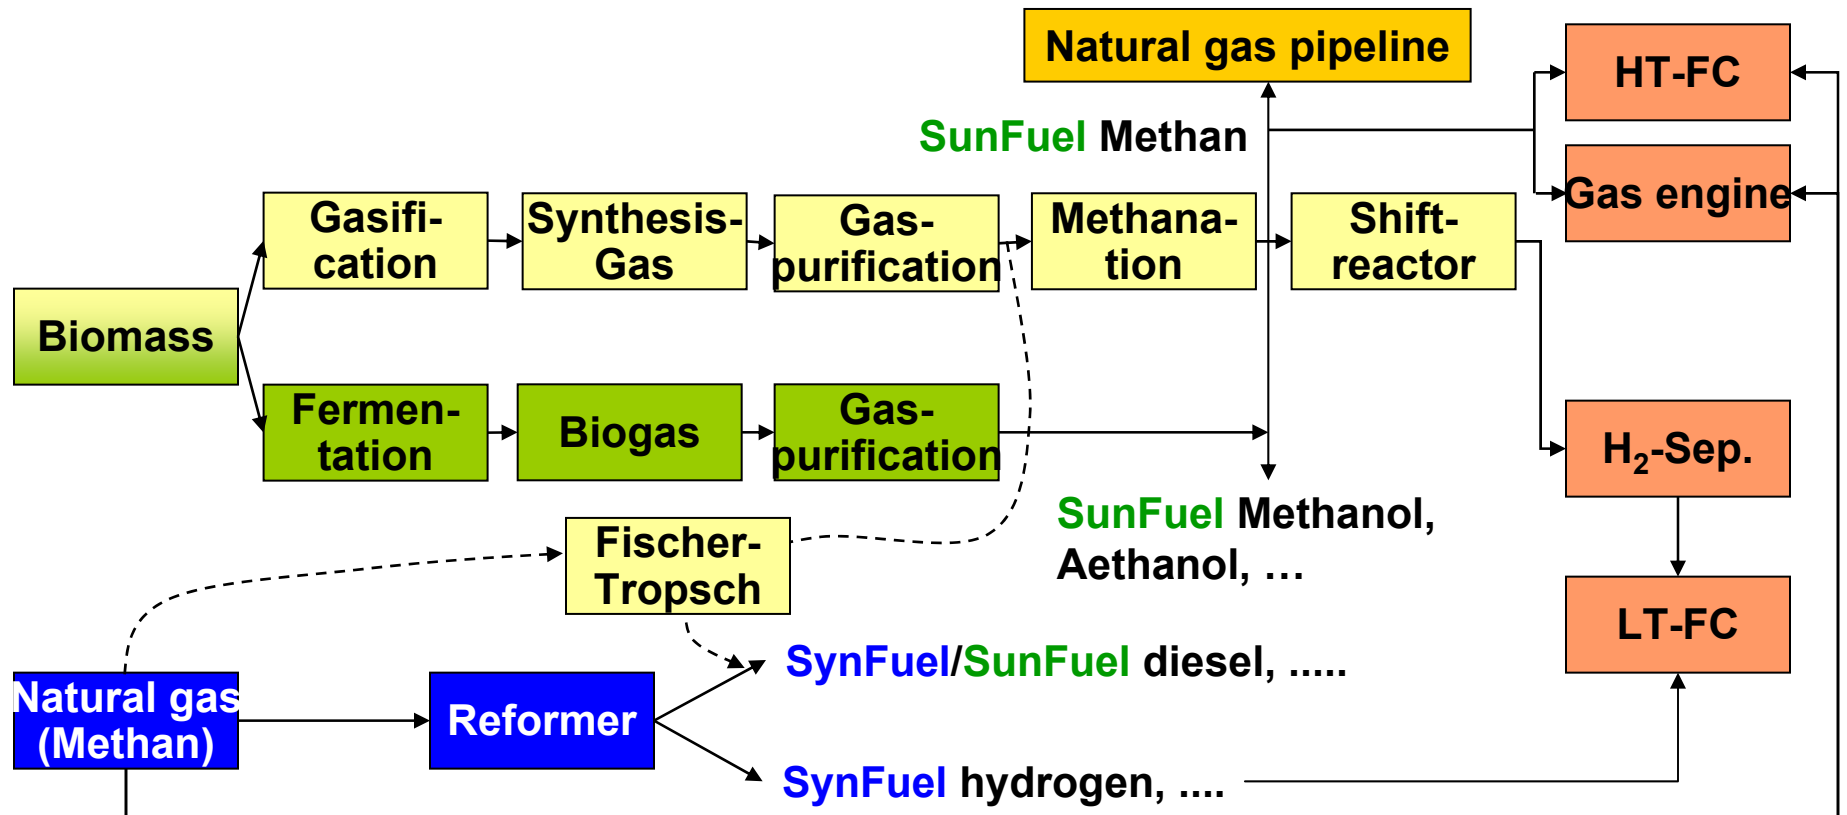 Natural gas pipeline
HT-FC
SunFuel Methan
Gas engine
Gasifi-
cation
Synthesis-
Gas
Gas-
purification
Methana-
tion
Shift-
reactor
Biomass
Fermen-
tation
Biogas
Gas-
purification
H₂-Sep.
SunFuel Methanol,
Aethanol, …
Fischer-
Tropsch
LT-FC
SynFuel/SunFuel diesel, .....
Natural gas
(Methan)
Reformer
SynFuel hydrogen, ....